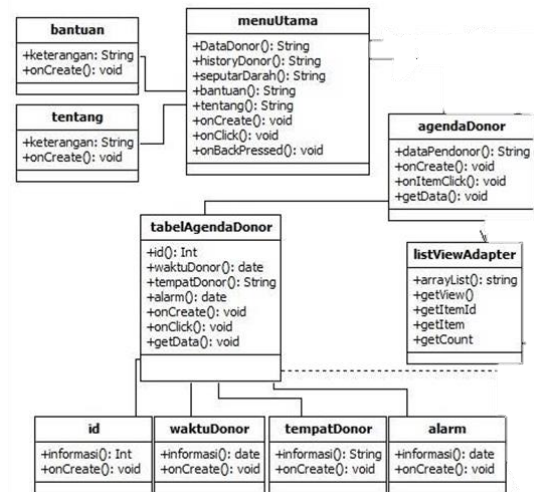 menuUtama
+DataDonor(): String
+historyDonor(): String
+seputarDarah(): String
+bantuan(): String
+tentang(): String
+onCreate(): void
+onClick(): void
+onBackPressed(): void
bantuan
+keterangan: String
+onCreate(): void
tentang
+keterangan: String
+onCreate(): void
agendaDonor
+dataPendonor(): String
+onCreate(): void
+onItemClick(): void
+getData(): void
tabelAgendaDonor
+id(): Int
+waktuDonor(): date
+tempatDonor(): String
+alarm(): date
+onCreate(): void
+onClick(): void
+getData(): void
listViewAdapter
+arrayList(): string
+getView()
+getItemId
+getItem
+getCount
id
+informasi(): Int
+onCreate(): void
waktuDonor
+informasi(): date
+onCreate(): void
tempatDonor
+informasi(): String
+onCreate(): void
alarm
+informasi(): date
+onCreate(): void